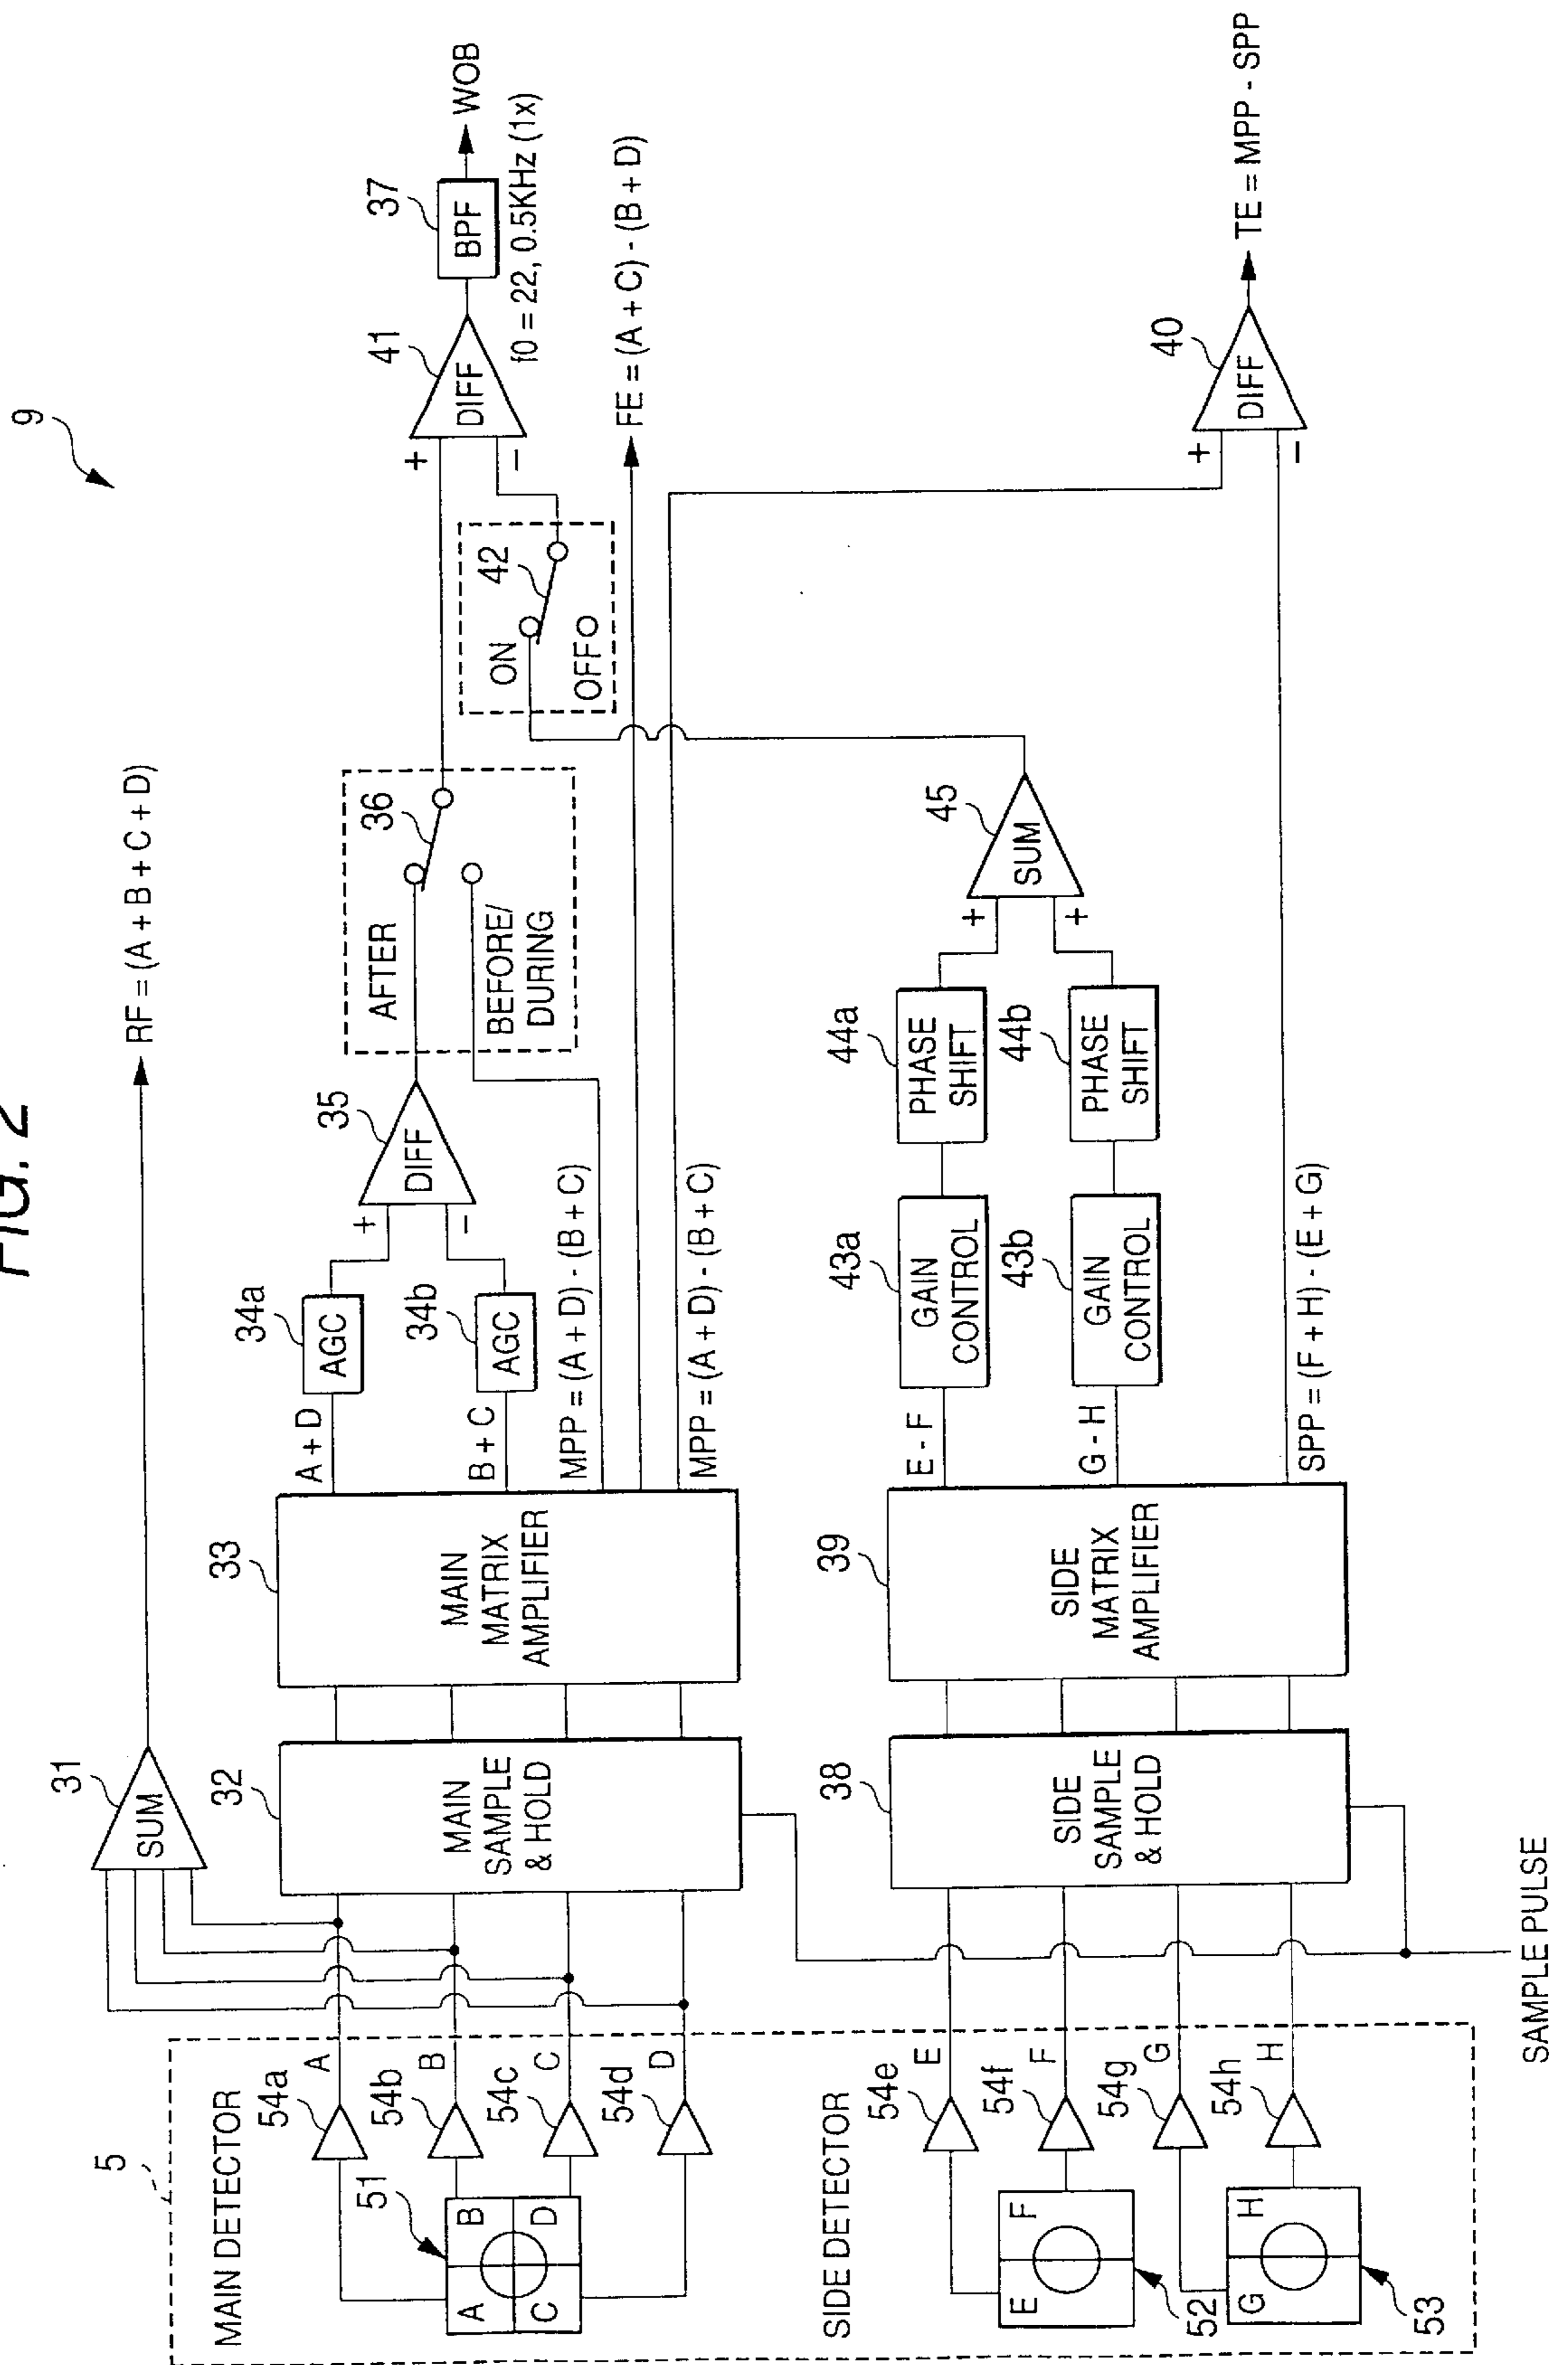 FIG. 2
9
5
MAIN DETECTOR
51
A
B
C
D
54a
A
54b
B
54c
C
54d
D
SIDE DETECTOR
E
F
52
G
H
53
54e
E
54f
F
54g
G
54h
H
SAMPLE PULSE
31
SUM
RF = (A + B + C + D)
32
MAIN
SAMPLE
& HOLD
33
MAIN
MATRIX
AMPLIFIER
38
SIDE
SAMPLE
& HOLD
39
SIDE
MATRIX
AMPLIFIER
A + D
34a
AGC
B + C
34b
AGC
MPP = (A + D) - (B + C)
MPP = (A + D) - (B + C)
+
-
35
DIFF
AFTER
36
BEFORE/
DURING
ON
42
OFF
+
-
41
DIFF
37
BPF
WOB
f0 = 22, 0.5KHz (1x)
FE = (A + C) - (B + D)
E - F
43a
GAIN
CONTROL
44a
PHASE
SHIFT
G - H
43b
GAIN
CONTROL
44b
PHASE
SHIFT
+
+
45
SUM
SPP = (F + H) - (E + G)
+
-
40
DIFF
TE = MPP - SPP